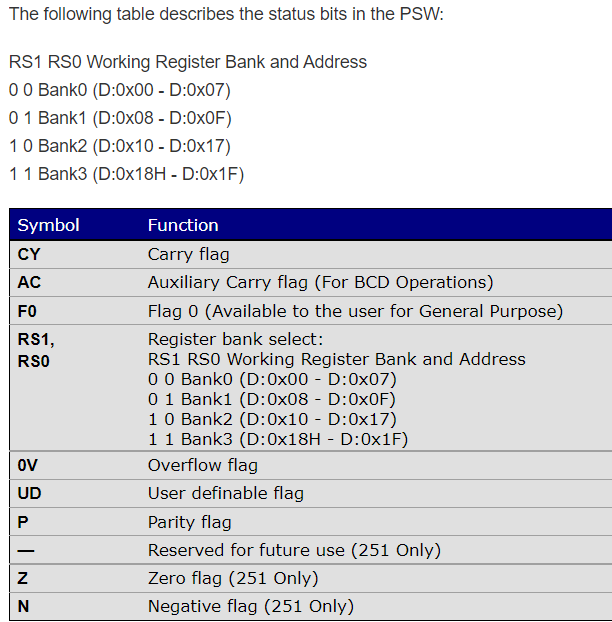 The following table describes the status bits in the PSW:
RS1 RS0 Working Register Bank and Address
0 0 Bank0 (D:0x00 - D:0x07)
0 1 Bank1 (D:0x08 - D:0x0F)
1 0 Bank2 (D:0x10 - D:0x17)
1 1 Bank3 (D:0x18H - D:0x1F)
Symbol Function
CY Carry flag
AC Auxiliary Carry flag (For BCD Operations)
F0 Flag 0 (Available to the user for General Purpose)
RS1, Register bank select:
RS0 RS1 RS0 Working Register Bank and Address
0 0 Bank0 (D:0x00 - D:0x07)
0 1 Bank1 (D:0x08 - D:0x0F)
1 0 Bank2 (D:0x10 - D:0x17)
1 1 Bank3 (D:0x18H - D:0x1F)
0V Overflow flag
UD User definable flag
P Parity flag
— Reserved for future use (251 Only)
Z Zero flag (251 Only)
N Negative flag (251 Only)